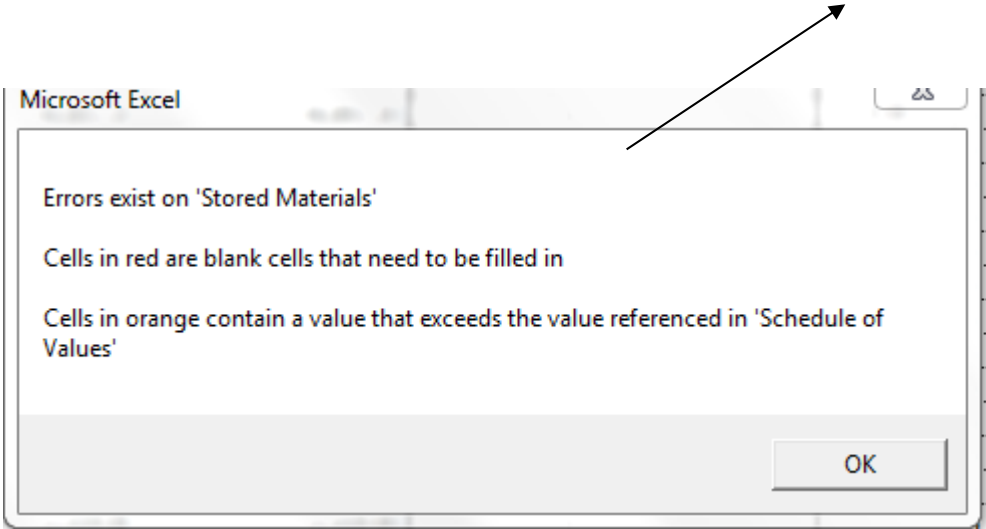 Microsoft Excel
Errors exist on 'Stored Materials'
Cells in red are blank cells that need to be filled in
Cells in orange contain a value that exceeds the value referenced in 'Schedule of
Values'
OK